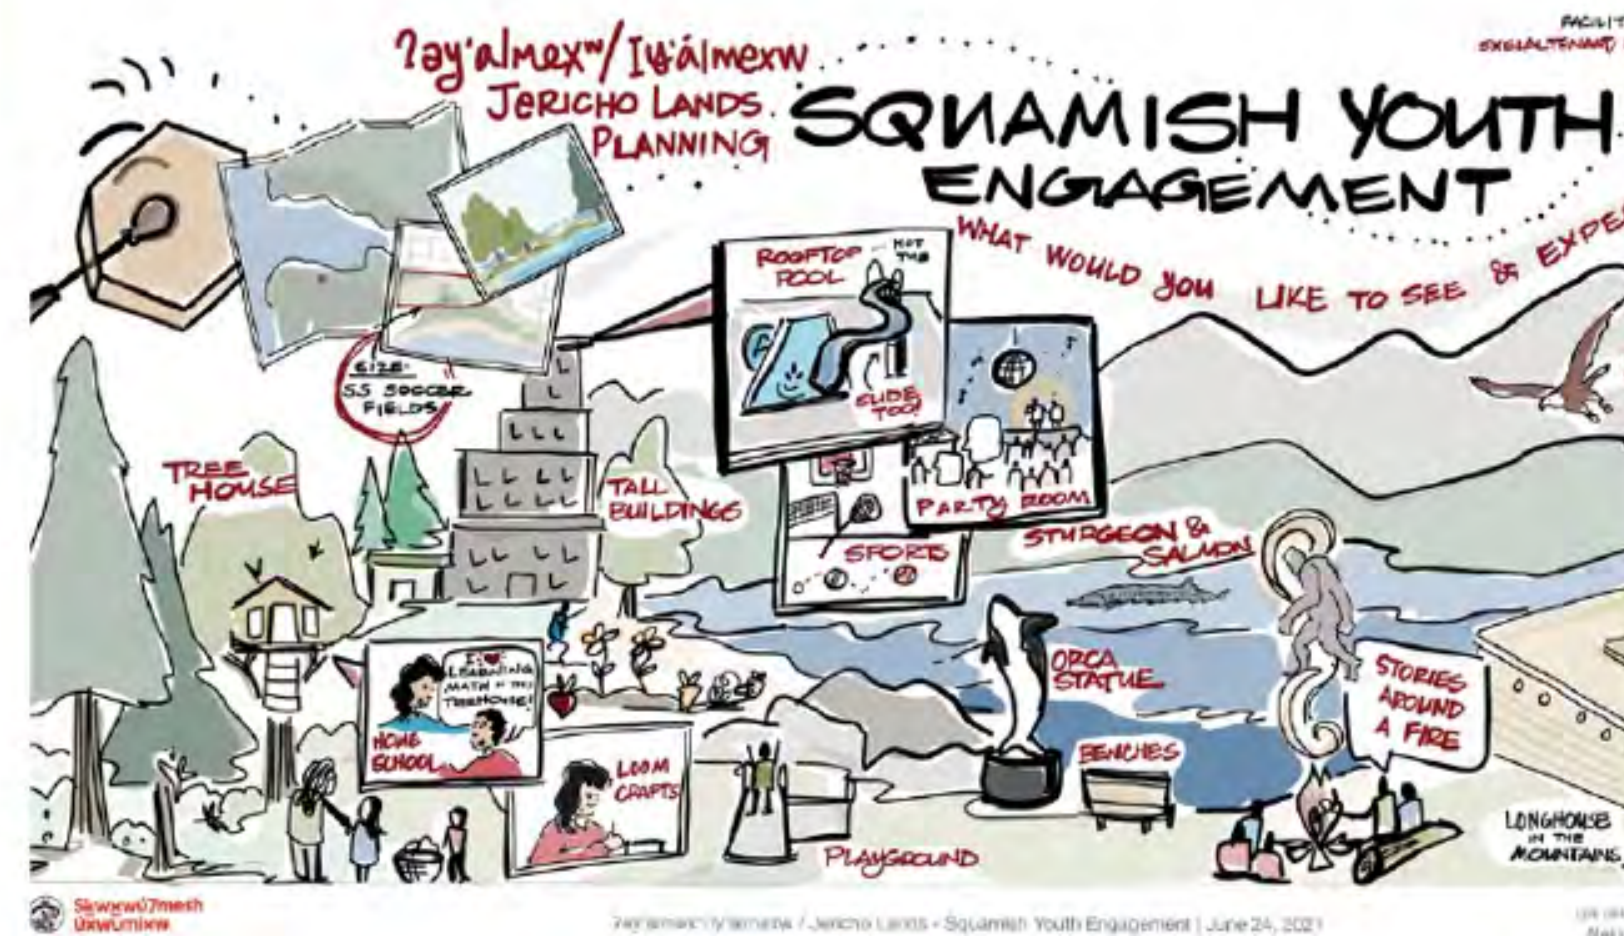 ʔəy̓alməxʷ/Iy̓álmexw
JERICHO LANDS
PLANNING
SQUAMISH YOUTH
ENGAGEMENT
WHAT WOULD YOU LIKE TO SEE &
SIZE:
55 SOCCER
FIELDS
TREE
HOUSE
TALL
BUILDINGS
ROOFTOP
POOL
HOT
TUB
SLIDE
TOO!
PARTY ROOM
SPORTS
STURGEON &
SALMON
ORCA
STATUE
BENCHES
STORIES
AROUND
A FIRE
LONGHOUSE
IN THE
MOUNTAINS
I ♥
LEARNING
MATH IN THE
TREEHOUSE!
HOME
SCHOOL
LOOM
CRAFTS
PLAYGROUND
Sḵwx̱wú7mesh
Úxwumixw
/ Jericho Lands - Squamish Youth Engagement | June 24, 2021